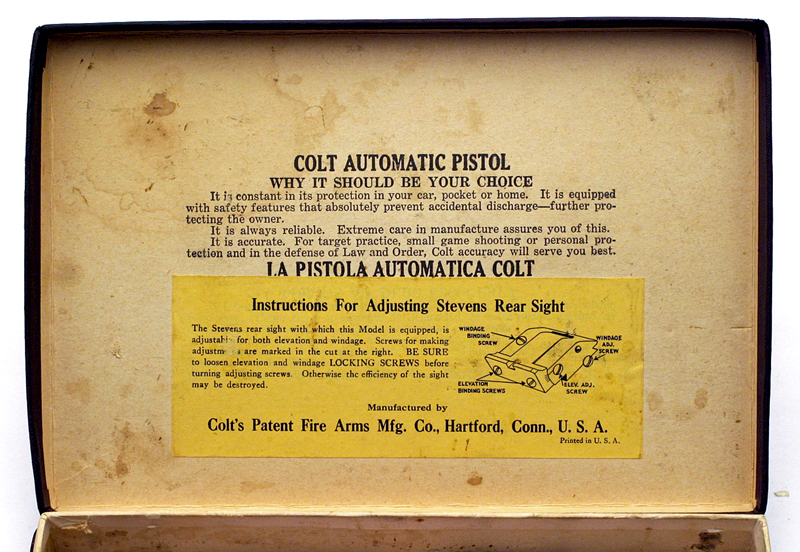 COLT AUTOMATIC PISTOL
WHY IT SHOULD BE YOUR CHOICE
It is constant in its protection in your car, pocket or home. It is equipped
with safety features that absolutely prevent accidental discharge—further pro-
tecting the owner.
It is always reliable. Extreme care in manufacture assures you of this.
It is accurate. For target practice, small game shooting or personal pro-
tection and in the defense of Law and Order, Colt accuracy will serve you best.
LA PISTOLA AUTOMATICA COLT
Instructions For Adjusting Stevens Rear Sight
The Stevens rear sight with which this Model is equipped, is
for both elevation and windage. Screws for making
are marked in the cut at the right. BE SURE
to loosen elevation and windage LOCKING SCREWS before
turning adjusting screws. Otherwise the efficiency of the sight
may be destroyed.
WINDAGE
BINDING
SCREW
WINDAGE
ADJ.
SCREW
ELEVATION
BINDING SCREWS
ELEV. ADJ.
SCREW
Manufactured by
Colt's Patent Fire Arms Mfg. Co., Hartford, Conn., U. S. A.
Printed in U. S. A.